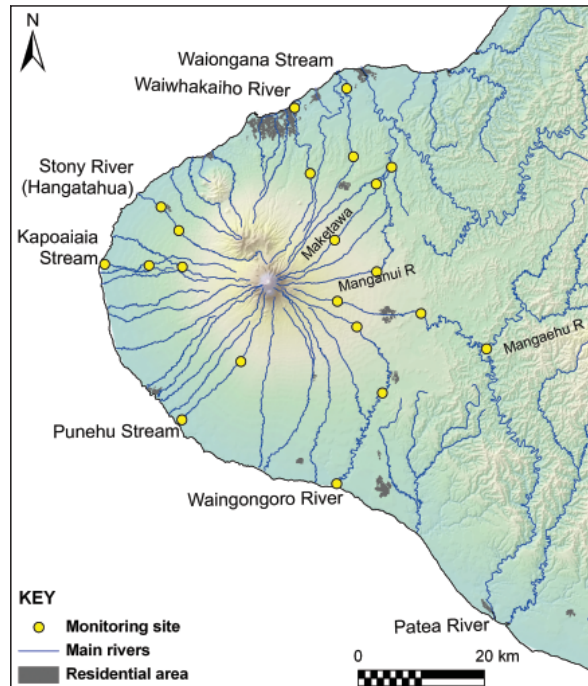 N
Waiongana Stream
Waiwhakaiho River
Stony River
(Hangatahua)
Kapoaiaia
Stream
Maketawa
Manganui R
Mangaehu R
Punehu Stream
Waingongoro River
Patea River
KEY
Monitoring site
Main rivers
Residential area
0 20 km